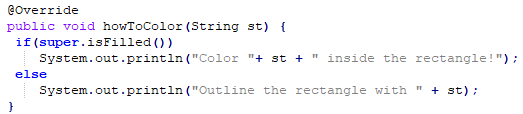 @Override
public void howToColor(String st) {
if(super.isFilled())
System.out.println("Color "+ st + " inside the rectangle!");
else
System.out.println("Outline the rectangle with " + st);
}